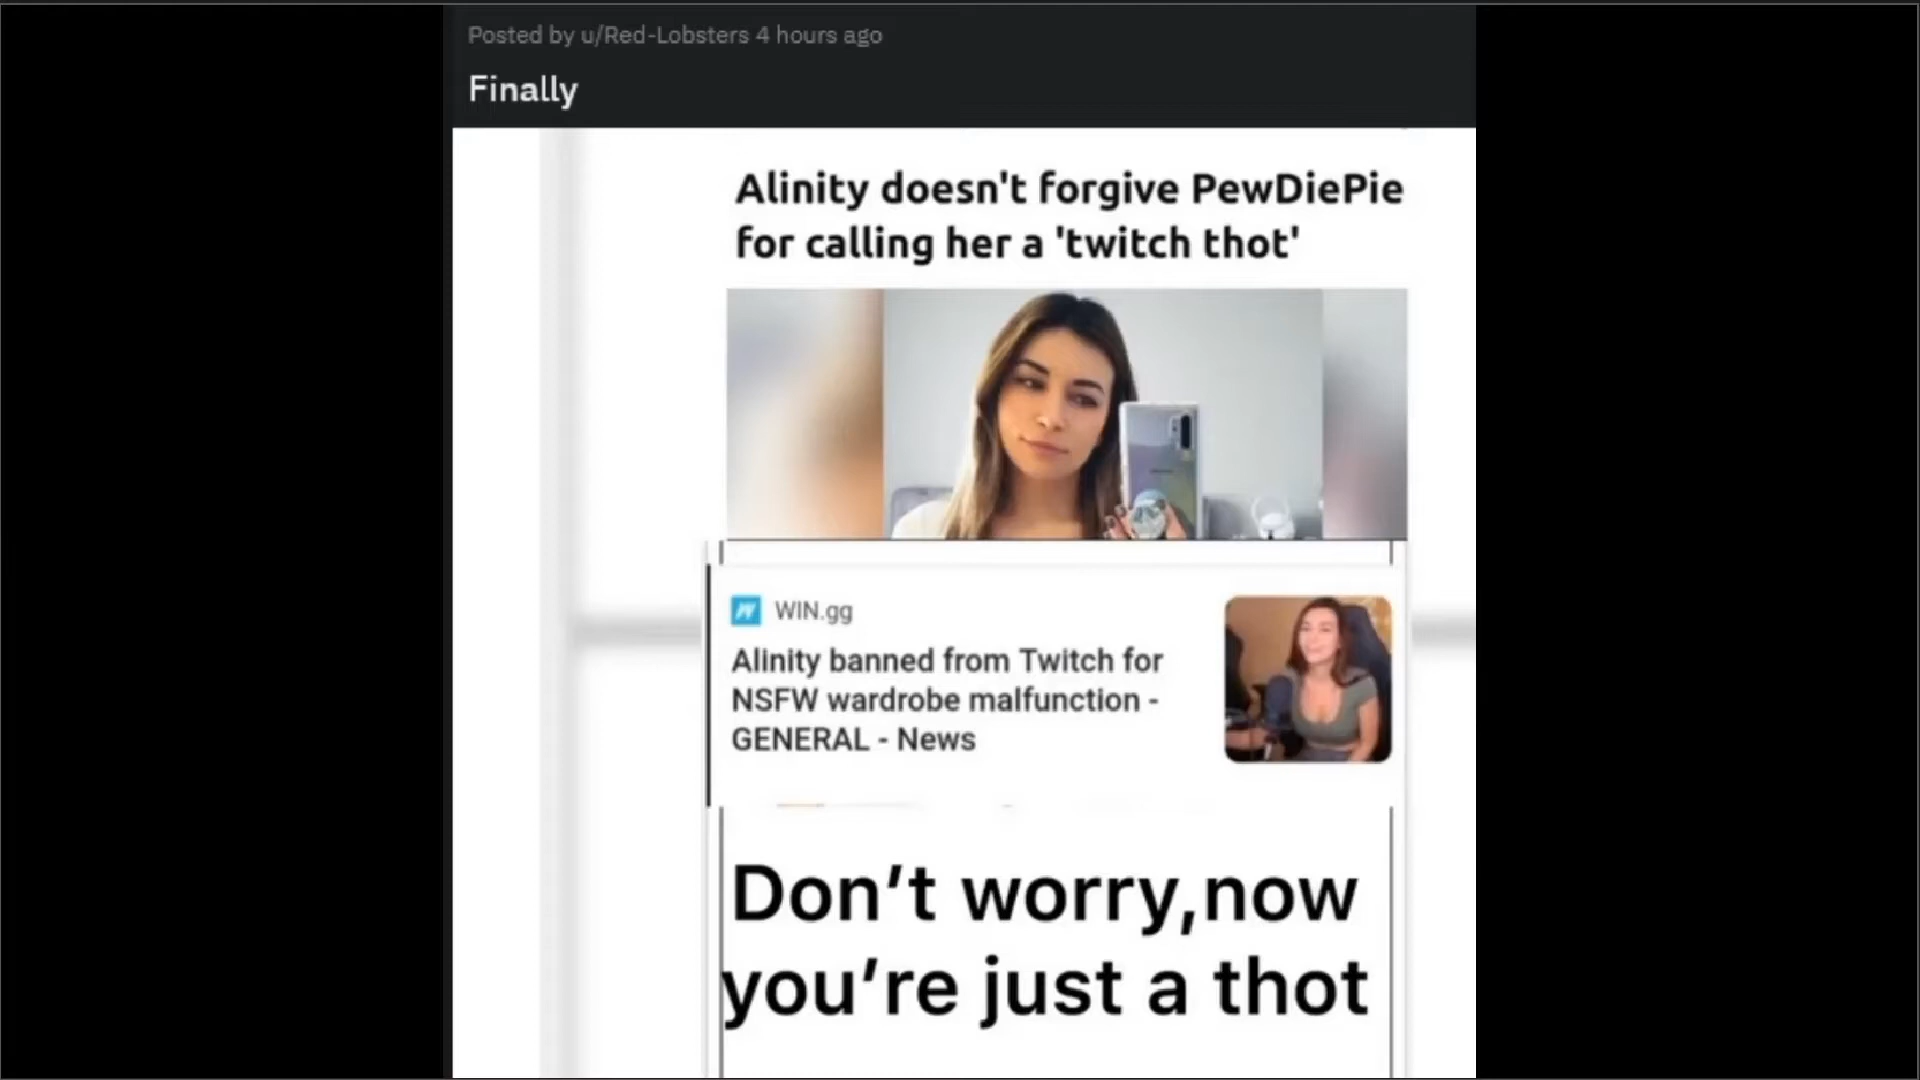 Posted by u/Red-Lobsters 4 hours ago
Finally
Alinity doesn't forgive PewDiePie
for calling her a 'twitch thot'
WIN.gg
Alinity banned from Twitch for
NSFW wardrobe malfunction -
GENERAL - News
Don't worry,now
you're just a thot